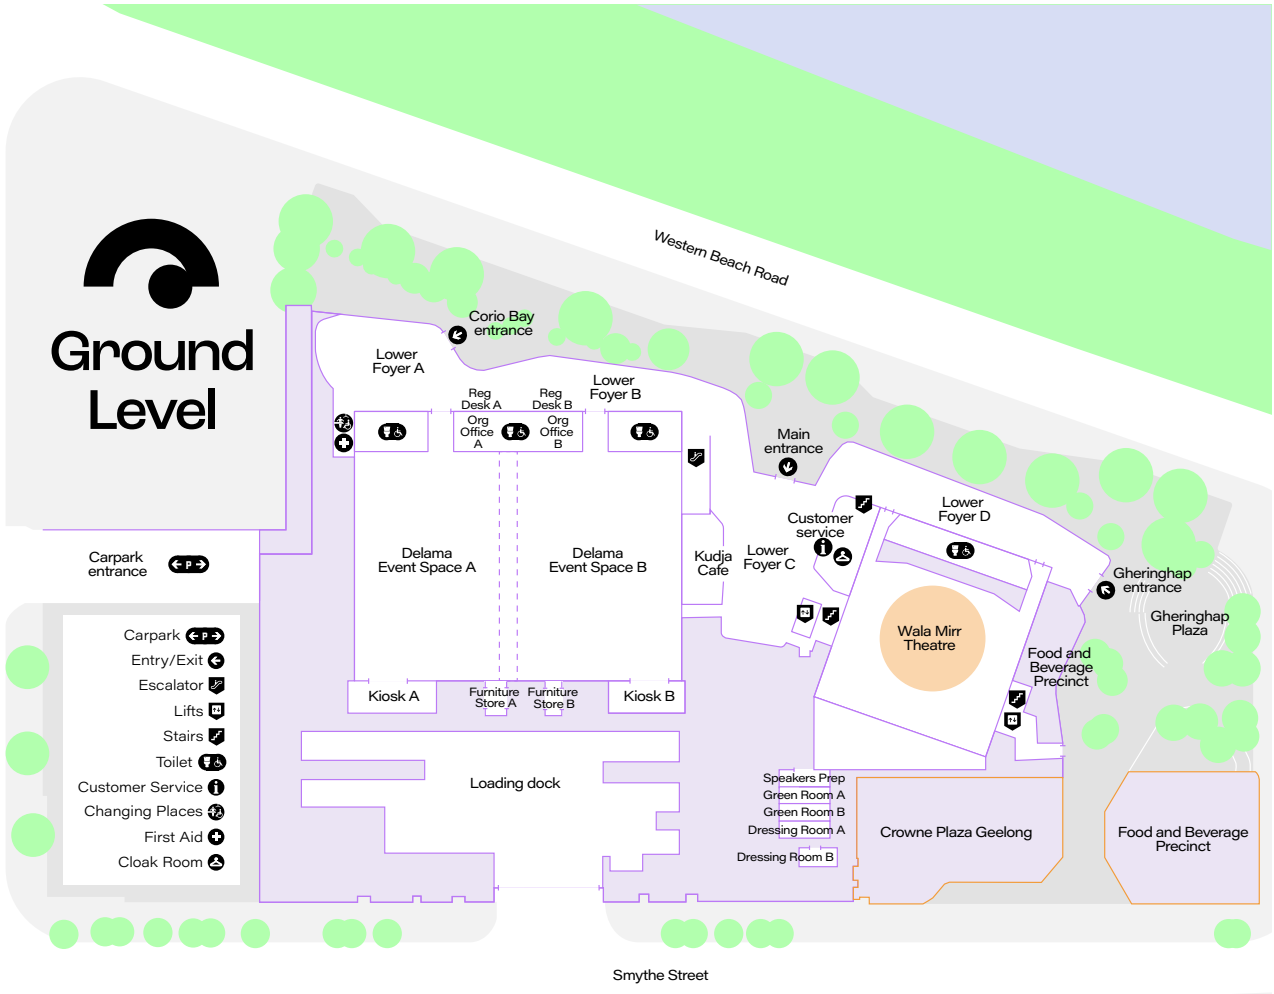 Ground
Level
Western Beach Road
Corio Bay
entrance
Lower
Foyer A
Lower
Foyer B
Reg
Desk A
Reg
Desk B
Org
Office
A
Org
Office
B
Main
entrance
Lower
Foyer D
Customer
service
Carpark
entrance
P
Delama
Event Space A
Delama
Event Space B
Kudja
Cafe
Lower
Foyer C
Gheringhap
entrance
Gheringhap
Plaza
Wala Mirr
Theatre
Food and
Beverage
Precinct
Carpark
P
Entry/Exit
Escalator
Lifts
Stairs
Toilet
Customer Service
Changing Places
First Aid
Cloak Room
Kiosk A
Furniture
Store A
Furniture
Store B
Kiosk B
Loading dock
Speakers Prep
Green Room A
Green Room B
Dressing Room A
Dressing Room B
Crowne Plaza Geelong
Food and Beverage
Precinct
Smythe Street